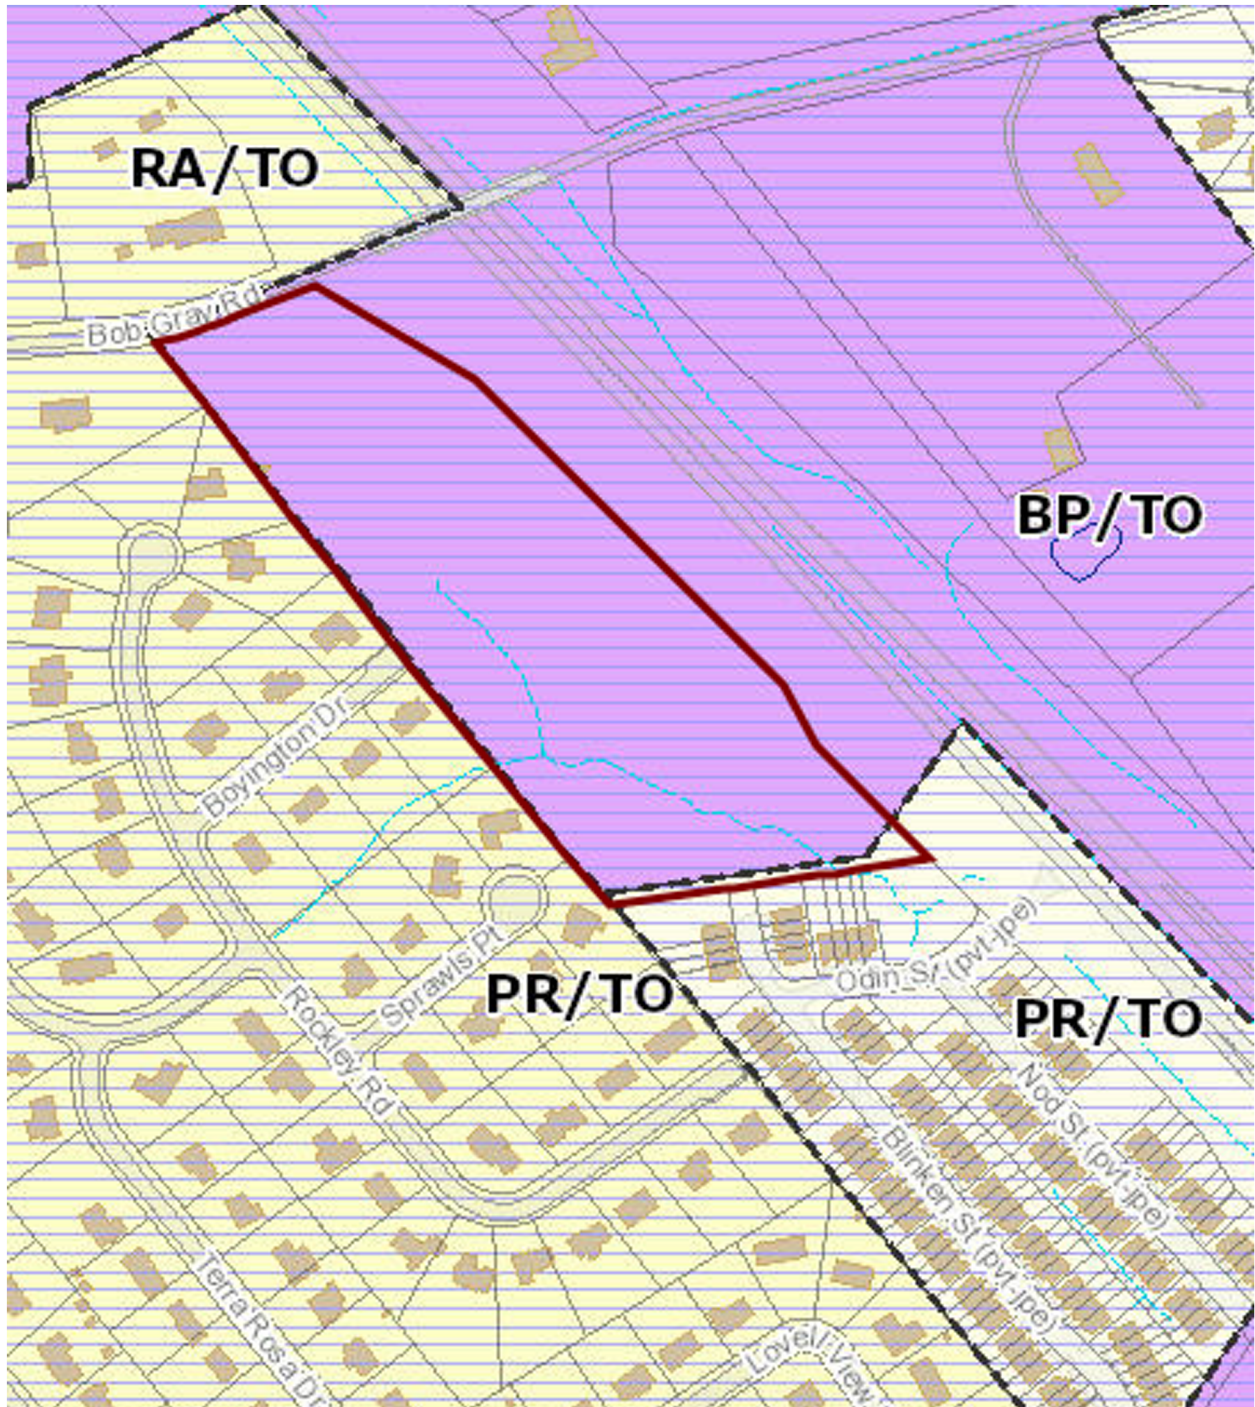 RA/TO
Bob Gray Rd
BP/TO
Boyington Dr
Sprawls Pt
Odin St (pvt-jpe)
PR/TO
PR/TO
Rockley Rd
Nod St (pvt-jpe)
Blinken St (pvt-jpe)
Terra Rosa Dr
Lovell View